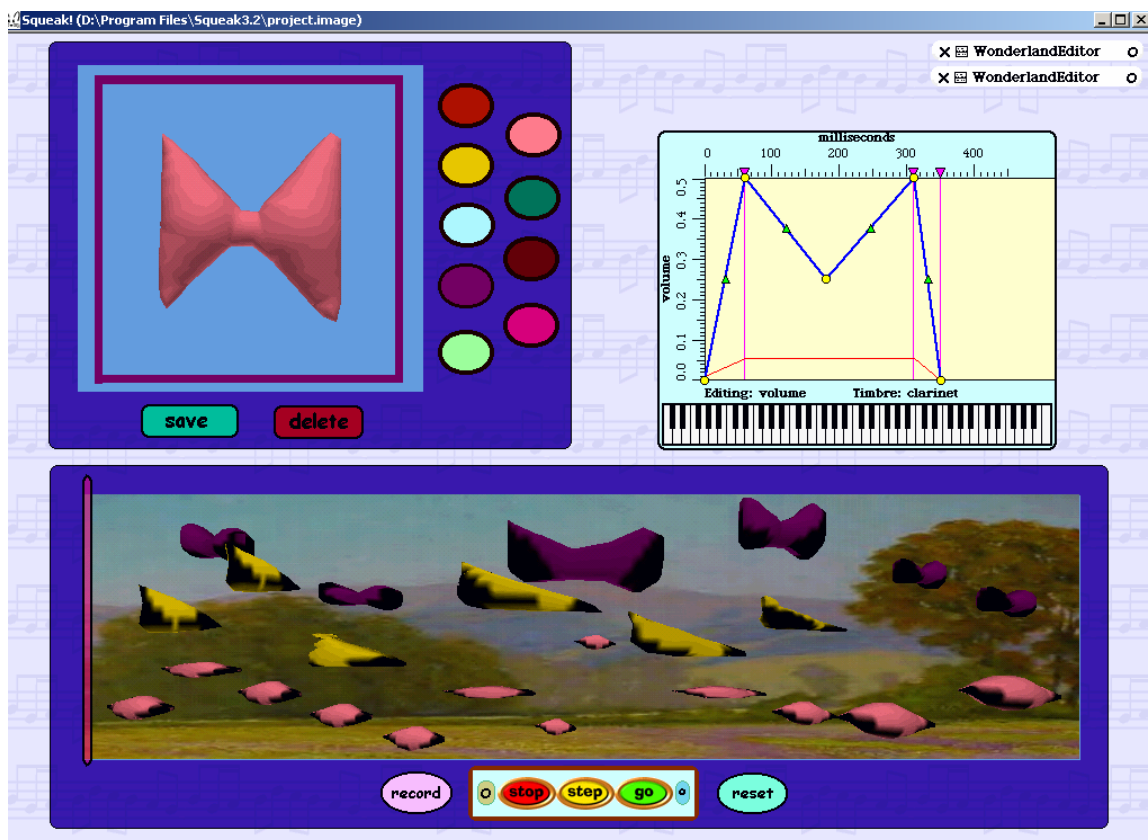 Squeak! (D:\Program Files\Squeak3.2\project.image)
WonderlandEditor
WonderlandEditor
milliseconds
0 100 200 300 400
volume
0.5
0.4
0.3
0.2
0.1
0.0
Editing: volume Timbre: clarinet
save delete
record stop step go reset